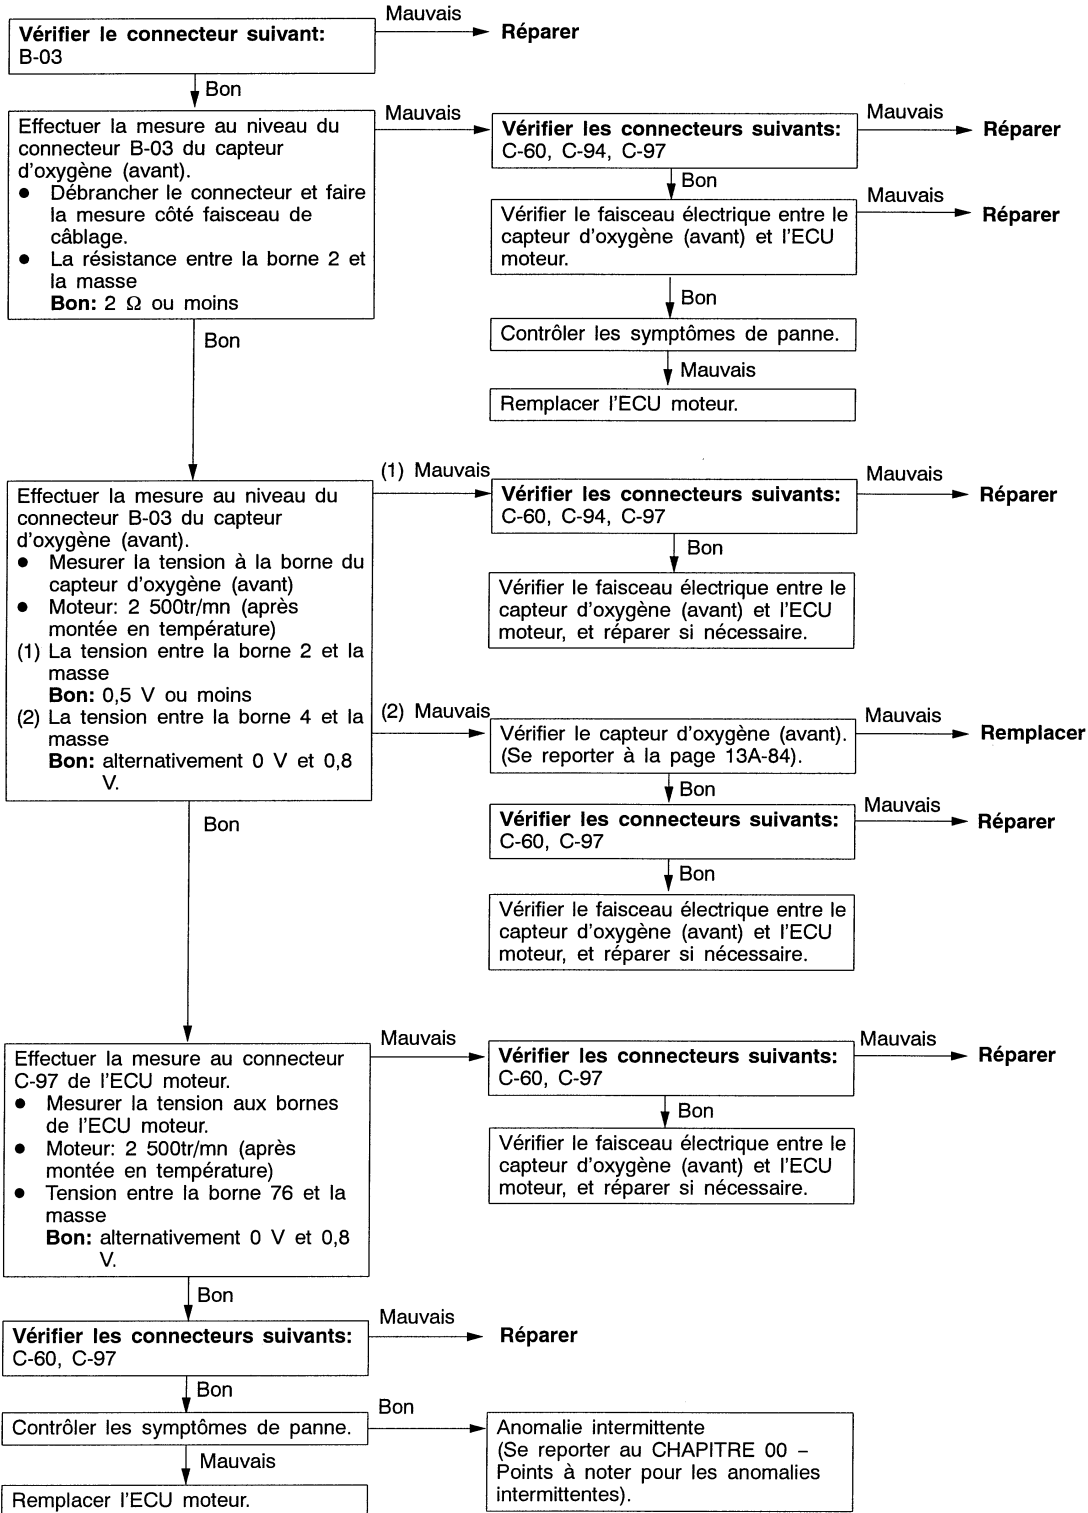 Vérifier le connecteur suivant:
B-03
Mauvais
Réparer
Bon
Effectuer la mesure au niveau du
connecteur B-03 du capteur
d'oxygène (avant).
● Débrancher le connecteur et faire
la mesure côté faisceau de
câblage.
● La résistance entre la borne 2 et
la masse
Bon: 2 Ω ou moins
Mauvais
Vérifier les connecteurs suivants:
C-60, C-94, C-97
Mauvais
Réparer
Bon
Vérifier le faisceau électrique entre le
capteur d'oxygène (avant) et l'ECU
moteur.
Mauvais
Réparer
Bon
Contrôler les symptômes de panne.
Mauvais
Remplacer l'ECU moteur.
Bon
Effectuer la mesure au niveau du
connecteur B-03 du capteur
d'oxygène (avant).
● Mesurer la tension à la borne du
capteur d'oxygène (avant)
● Moteur: 2 500tr/mn (après
montée en température)
(1) La tension entre la borne 2 et la
masse
Bon: 0,5 V ou moins
(2) La tension entre la borne 4 et la
masse
Bon: alternativement 0 V et 0,8
V.
(1) Mauvais
Vérifier les connecteurs suivants:
C-60, C-94, C-97
Mauvais
Réparer
Bon
Vérifier le faisceau électrique entre le
capteur d'oxygène (avant) et l'ECU
moteur, et réparer si nécessaire.
(2) Mauvais
Vérifier le capteur d'oxygène (avant).
(Se reporter à la page 13A-84).
Mauvais
Remplacer
Bon
Vérifier les connecteurs suivants:
C-60, C-97
Mauvais
Réparer
Bon
Vérifier le faisceau électrique entre le
capteur d'oxygène (avant) et l'ECU
moteur, et réparer si nécessaire.
Bon
Effectuer la mesure au connecteur
C-97 de l'ECU moteur.
● Mesurer la tension aux bornes
de l'ECU moteur.
● Moteur: 2 500tr/mn (après
montée en température)
● Tension entre la borne 76 et la
masse
Bon: alternativement 0 V et 0,8
V.
Mauvais
Vérifier les connecteurs suivants:
C-60, C-97
Mauvais
Réparer
Bon
Vérifier le faisceau électrique entre le
capteur d'oxygène (avant) et l'ECU
moteur, et réparer si nécessaire.
Bon
Vérifier les connecteurs suivants:
C-60, C-97
Mauvais
Réparer
Bon
Contrôler les symptômes de panne.
Bon
Anomalie intermittente
(Se reporter au CHAPITRE 00 –
Points à noter pour les anomalies
intermittentes).
Mauvais
Remplacer l'ECU moteur.